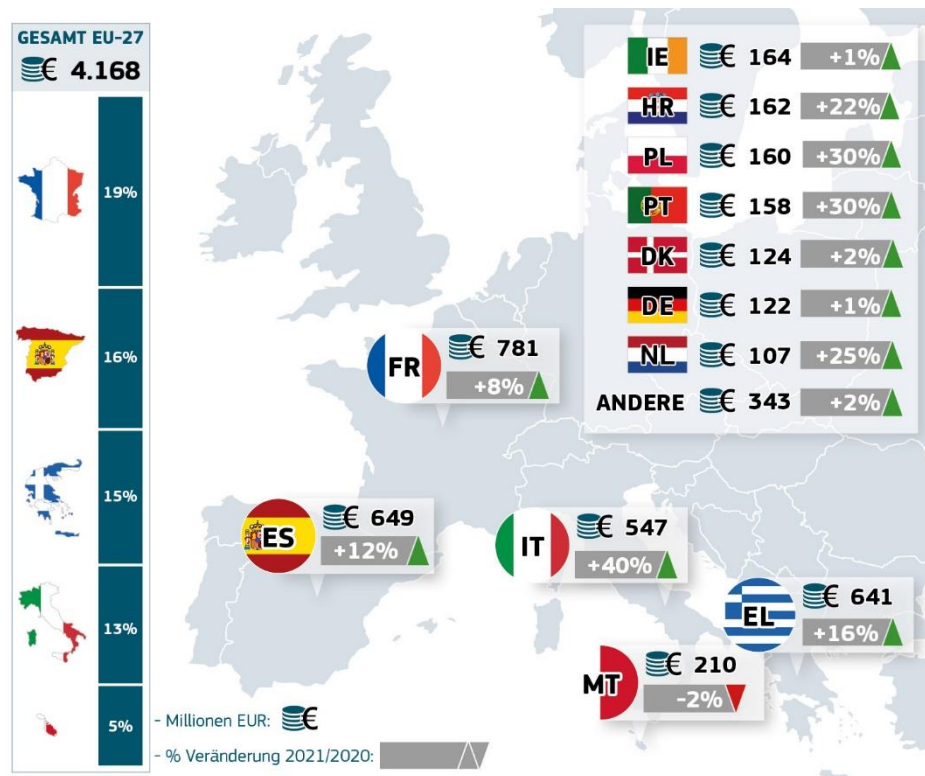 GESAMT EU-27
€ 4.168
19%
16%
15%
13%
5%
IE € 164 +1%
HR € 162 +22%
PL € 160 +30%
PT € 158 +30%
DK € 124 +2%
DE € 122 +1%
NL € 107 +25%
ANDERE € 343 +2%
FR € 781
+8%
ES € 649
+12%
IT € 547
+40%
EL € 641
+16%
MT € 210
-2%
- Millionen EUR: €
- % Veränderung 2021/2020: